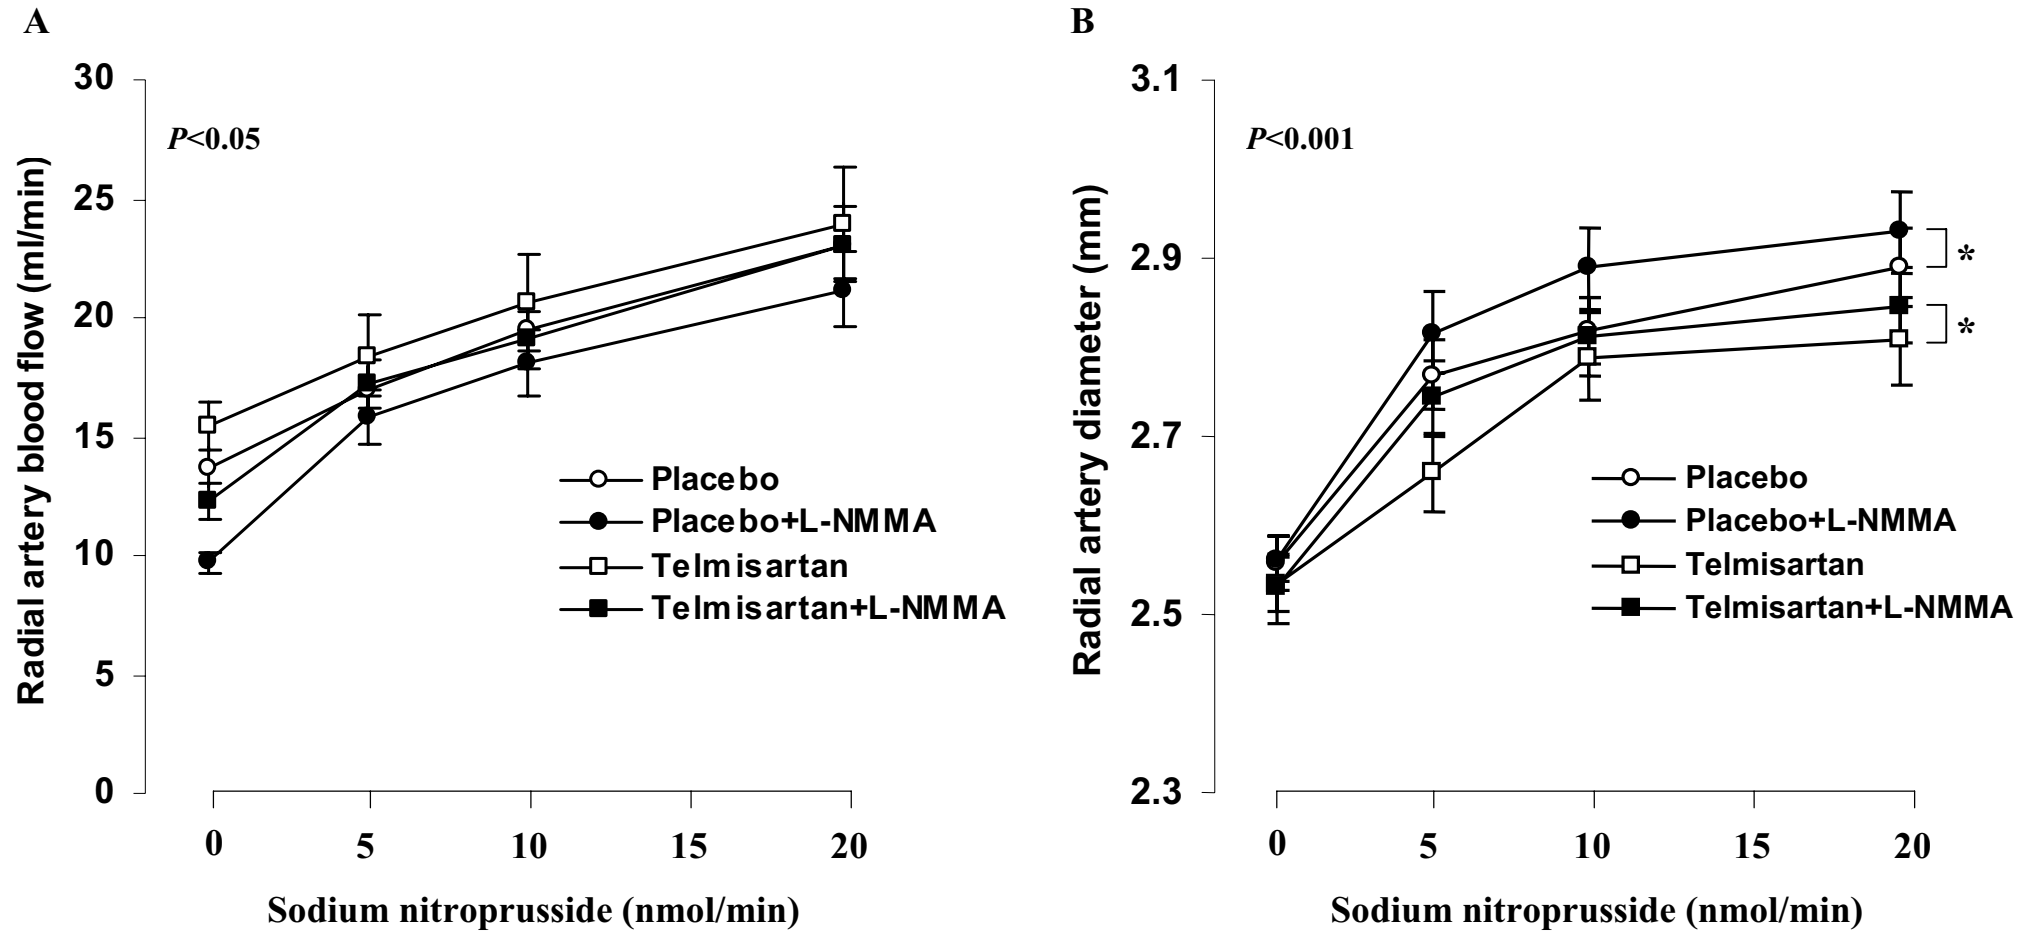 A
30
25
20
15
10
5
0
P<0.05
Radial artery blood flow (ml/min)
Placebo
Placebo+L-NMMA
Telmisartan
Telmisartan+L-NMMA
0 5 10 15 20
Sodium nitroprusside (nmol/min)
B
3.1
2.9
2.7
2.5
2.3
P<0.001
Radial artery diameter (mm)
*
*
Placebo
Placebo+L-NMMA
Telmisartan
Telmisartan+L-NMMA
0 5 10 15 20
Sodium nitroprusside (nmol/min)